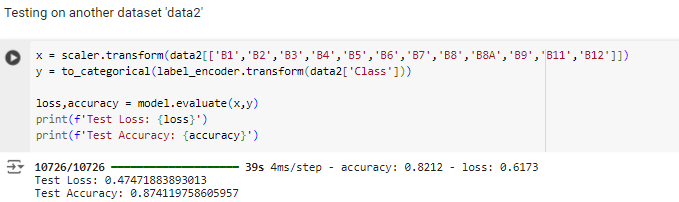 Testing on another dataset 'data2'
x = scaler.transform(data2[['B1','B2','B3','B4','B5','B6','B7','B8','B8A','B9','B11','B12']])
y = to_categorical(label_encoder.transform(data2['Class']))
loss,accuracy = model.evaluate(x,y)
print(f'Test Loss: {loss}')
print(f'Test Accuracy: {accuracy}')
10726/10726 ━━━━━━━━━━━━━━━━━━━━ 39s 4ms/step - accuracy: 0.8212 - loss: 0.6173
Test Loss: 0.47471883893013
Test Accuracy: 0.874119758605957